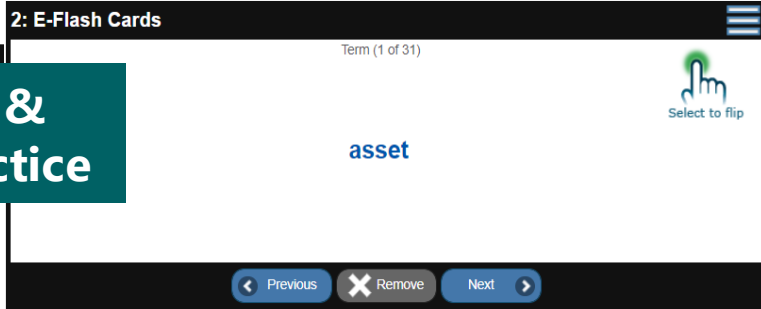 2: E-Flash Cards
Term (1 of 31)
Select to flip
&
ctice
asset
Previous
Remove
Next